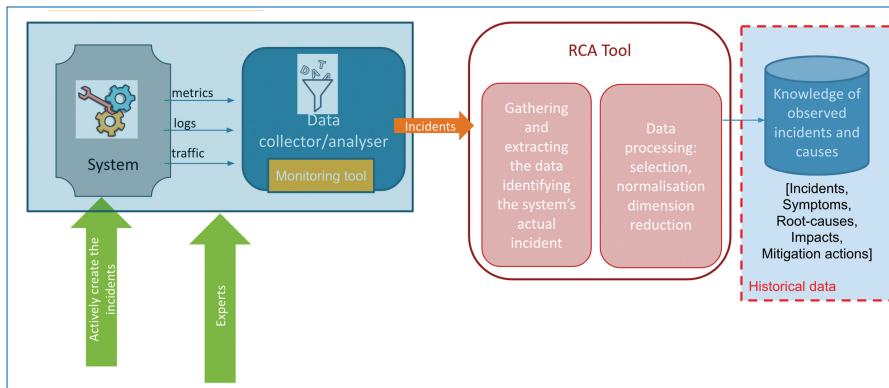 metrics
logs
traffic
System
DATA
Data
collector/analyser
Monitoring tool
Incidents
Actively create the
incidents
Experts
RCA Tool
Gathering
and
extracting
the data
identifying
the system's
actual
incident
Data
processing:
selection,
normalisation
dimension
reduction
Knowledge of
observed
incidents and
causes
[Incidents,
Symptoms,
Root-causes,
Impacts,
Mitigation actions]
Historical data